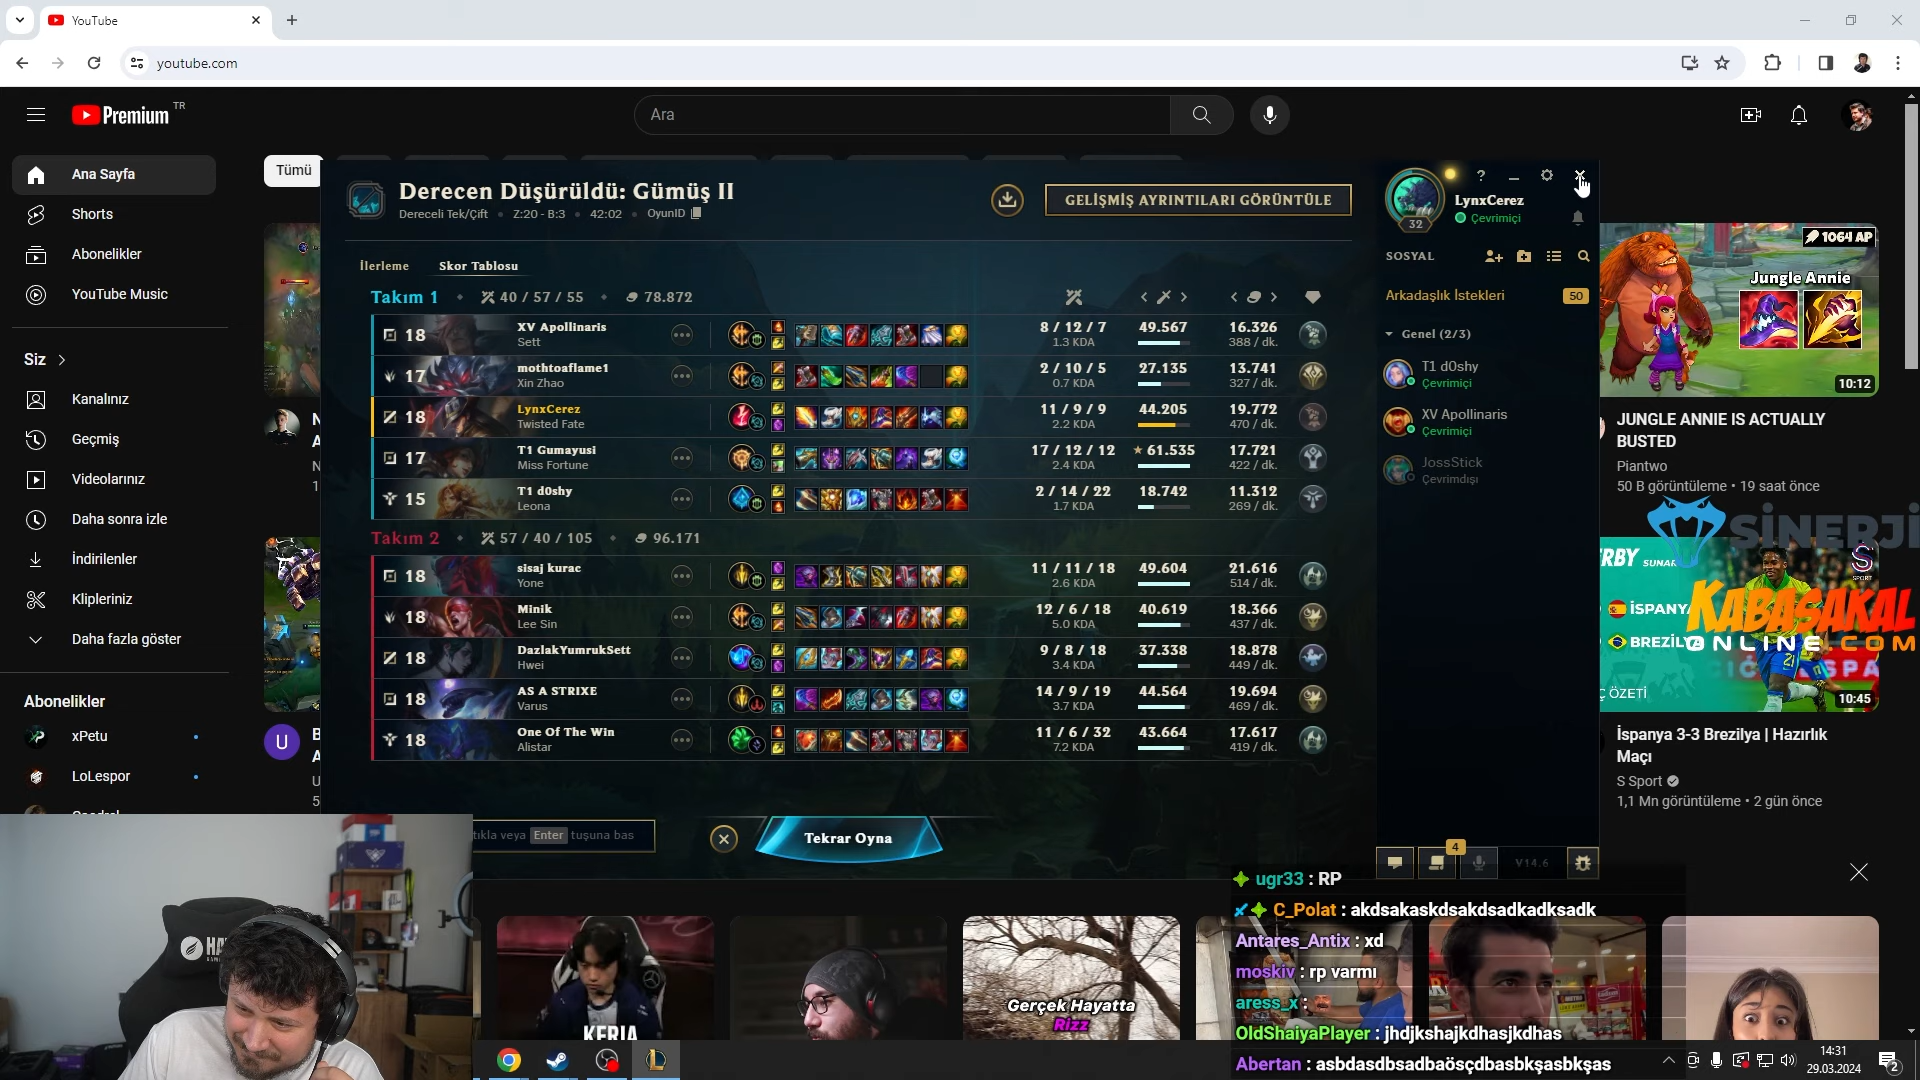 YouTube
youtube.com
Premium
TR
Ara
Ana Sayfa
Shorts
Abonelikler
YouTube Music
Siz
Kanalınız
Geçmiş
Videolarınız
Daha sonra izle
İndirilenler
Klipleriniz
Daha fazla göster
Abonelikler
xPetu
LoLespor
Tümü
U
Derecen Düşürüldü: Gümüş II
Dereceli Tek/Çift • Z:20 - B:3 • 42:02 • OyunID
GELİŞMİŞ AYRINTILARI GÖRÜNTÜLE
İlerleme
Skor Tablosu
Takım 1 • 40 / 57 / 55 • 78.872
18 XV Apollinaris 8 / 12 / 7 49.567 16.326
Sett 1.3 KDA 388 / dk.
17 mothtoaflame1 2 / 10 / 5 27.135 13.741
Xin Zhao 0.7 KDA 327 / dk.
18 LynxCerez 11 / 9 / 9 44.205 19.772
Twisted Fate 2.2 KDA 470 / dk.
17 T1 Gumayusi 17 / 12 / 12 61.535 17.721
Miss Fortune 2.4 KDA 422 / dk.
15 T1 d0shy 2 / 14 / 22 18.742 11.312
Leona 1.7 KDA 269 / dk.
Takım 2 • 57 / 40 / 105 • 96.171
18 sisaj kurac 11 / 11 / 18 49.604 21.616
Yone 2.6 KDA 514 / dk.
18 Minik 12 / 6 / 18 40.619 18.366
Lee Sin 5.0 KDA 437 / dk.
18 DazlakYumrukSett 9 / 8 / 18 37.338 18.878
Hwei 3.4 KDA 449 / dk.
18 AS A STRIXE 14 / 9 / 19 44.564 19.694
Varus 3.7 KDA 469 / dk.
18 One Of The Win 11 / 6 / 32 43.664 17.617
Alistar 7.2 KDA 419 / dk.
tıkla veya Enter tuşuna bas
Tekrar Oyna
32
LynxCerez
Çevrimiçi
SOSYAL
Arkadaşlık İstekleri 50
Genel (2/3)
T1 d0shy
Çevrimiçi
XV Apollinaris
Çevrimiçi
JossStick
Çevrimdışı
4
V14.6
1064 AP
Jungle Annie
10:12
JUNGLE ANNIE IS ACTUALLY
BUSTED
Piantwo
50 B görüntüleme • 19 saat önce
SİNERJİ
RBY SUNAR
S
SPORT
İSPANYA
BREZİLYA
KABASAKAL
ONLINE.COM
Ç ÖZETİ
10:45
İspanya 3-3 Brezilya | Hazırlık
Maçı
S Sport
1,1 Mn görüntüleme • 2 gün önce
KERIA
Gerçek Hayatta
Rizz
ugr33 : RP
C_Polat : akdsakaskdsakdsadkadksadk
Antares_Antix : xd
moskiv : rp varmı
aress_x :
OldShaiyaPlayer : jhdjkshajkdhasjkdhas
Abertan : asbdasdbsadbaösçdbasbkşasbkşas
14:31
29.03.2024
2